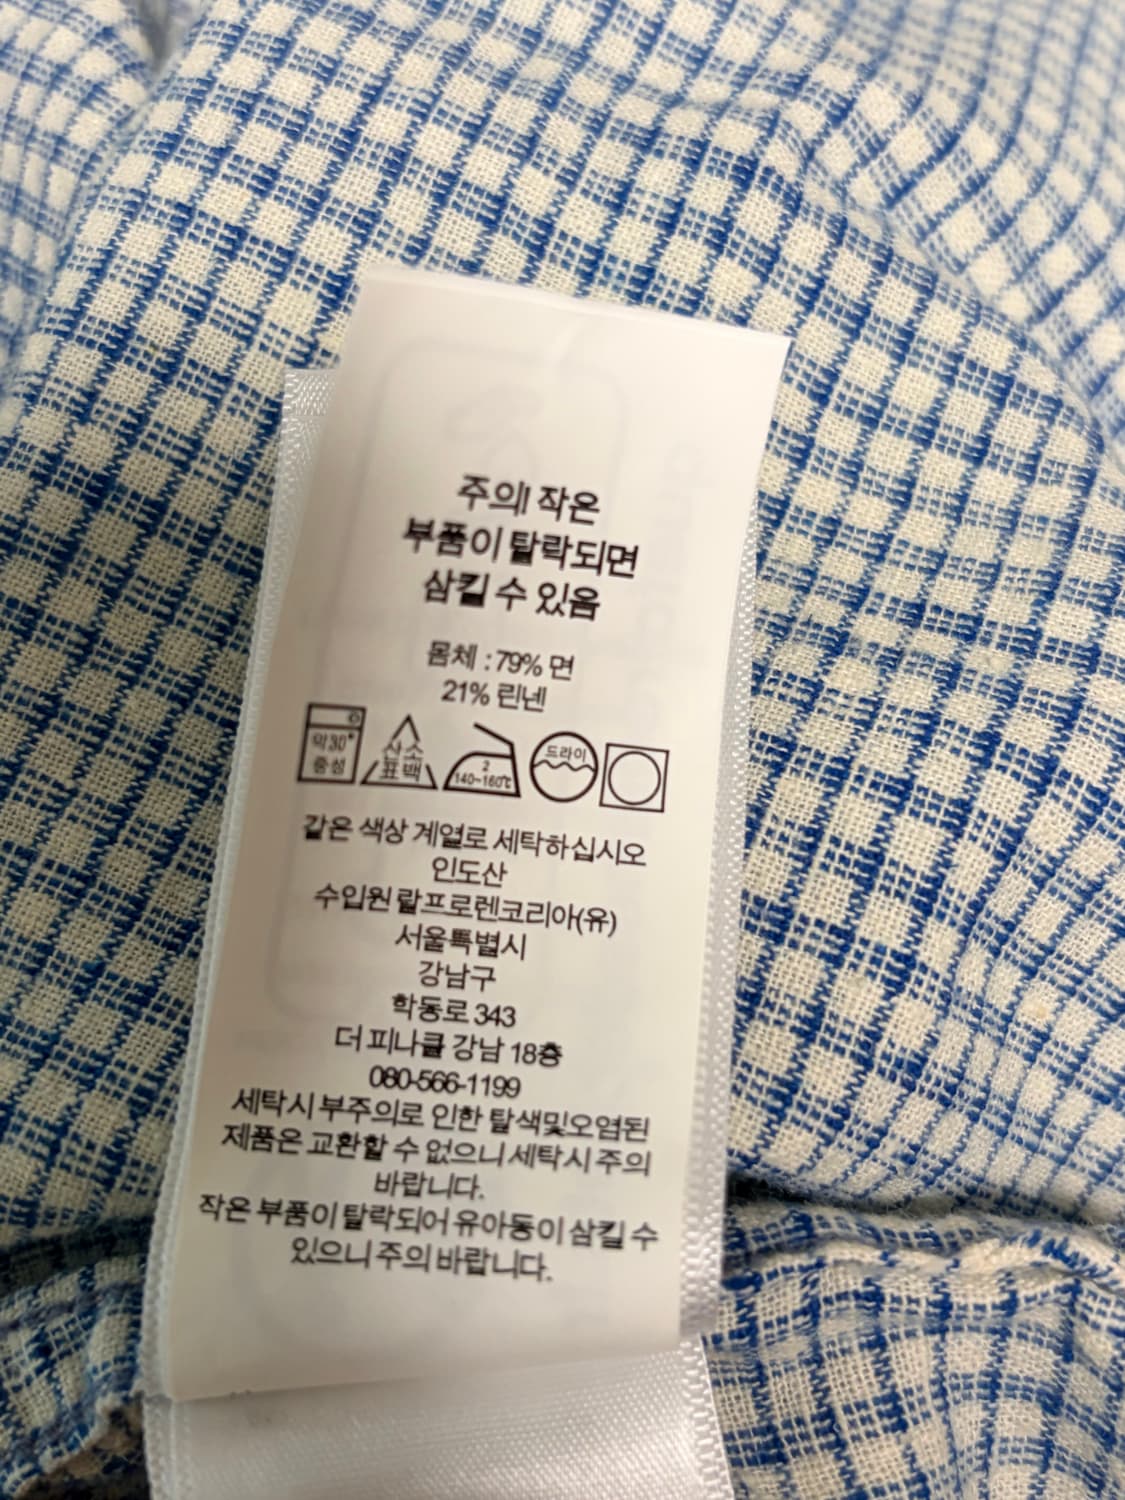 주의! 작은
부품이 탈락되면
삼킬 수 있음
몸체 : 79% 면
21% 린넨
약30°
중성
산소
표백
2
140~160℃
드라이
같은 색상 계열로 세탁하십시오
인도산
수입원 랄프로렌코리아(유)
서울특별시
강남구
학동로 343
더 피나클 강남 18층
080-566-1199
세탁시 부주의로 인한 탈색및오염된
제품은 교환할 수 없으니 세탁시 주의
바랍니다.
작은 부품이 탈락되어 유아동이 삼킬 수
있으니 주의 바랍니다.